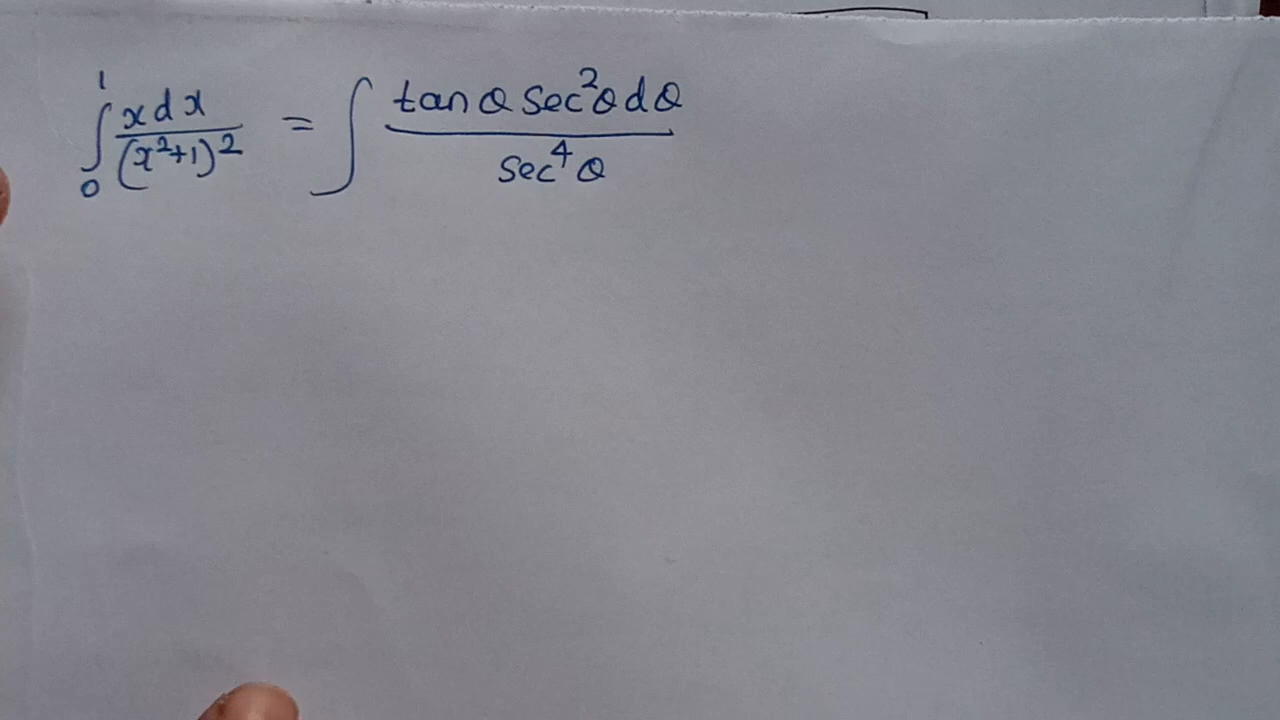 ∫₀¹ x dx / (x²+1)² = ∫ tan θ sec²θ dθ / sec⁴θ